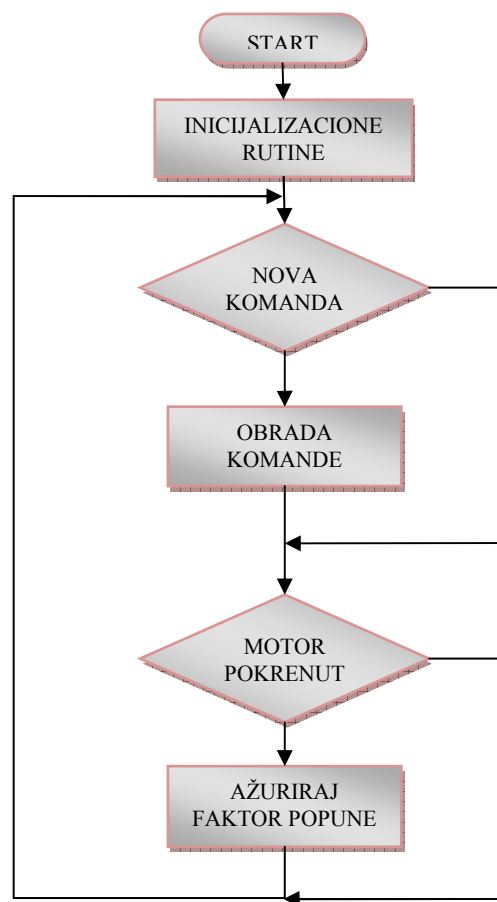 START
INICIJALIZACIONE
RUTINE
NOVA
KOMANDA
OBRADA
KOMANDE
MOTOR
POKRENUT
AŽURIRAJ
FAKTOR POPUNE